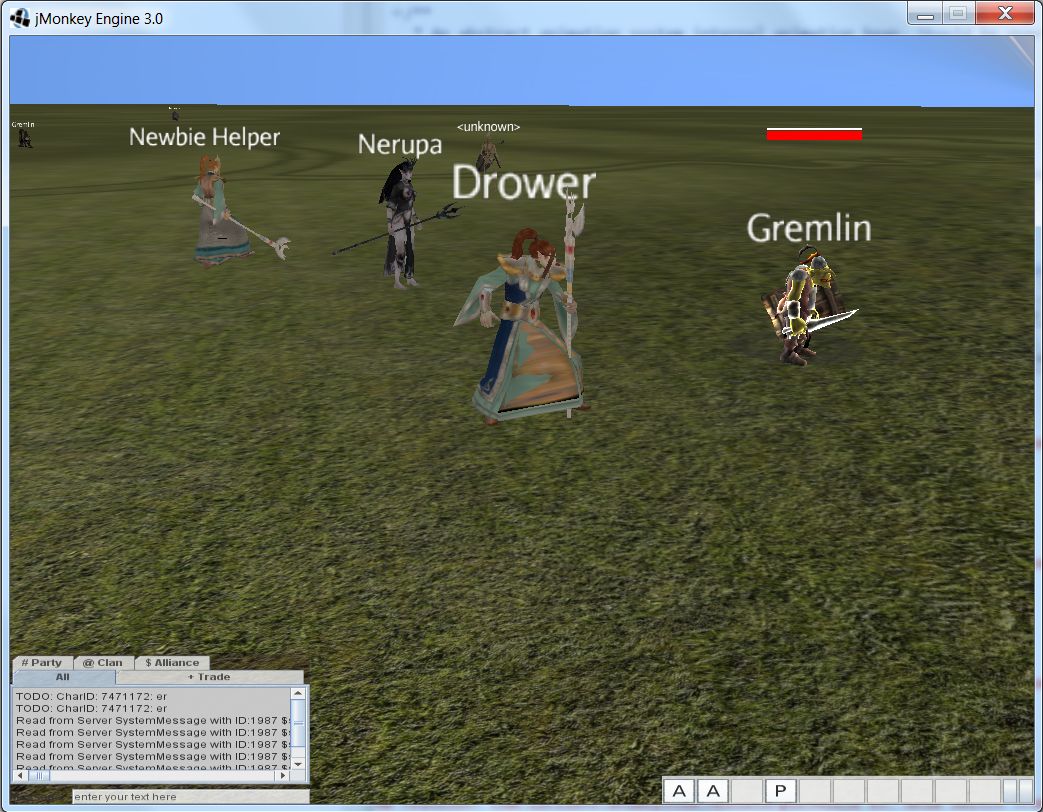 jMonkey Engine 3.0
Gremlin
Newbie Helper
Nerupa
<unknown>
Drower
Gremlin
# Party @ Clan $ Alliance
All + Trade
TODO: CharID: 7471172: er
TODO: CharID: 7471172: er
Read from Server SystemMessage with ID:1987
Read from Server SystemMessage with ID:1987
Read from Server SystemMessage with ID:1987
Read from Server SystemMessage with ID:1987
Read from Server SystemMessage with ID:1987
enter your text here
A A P